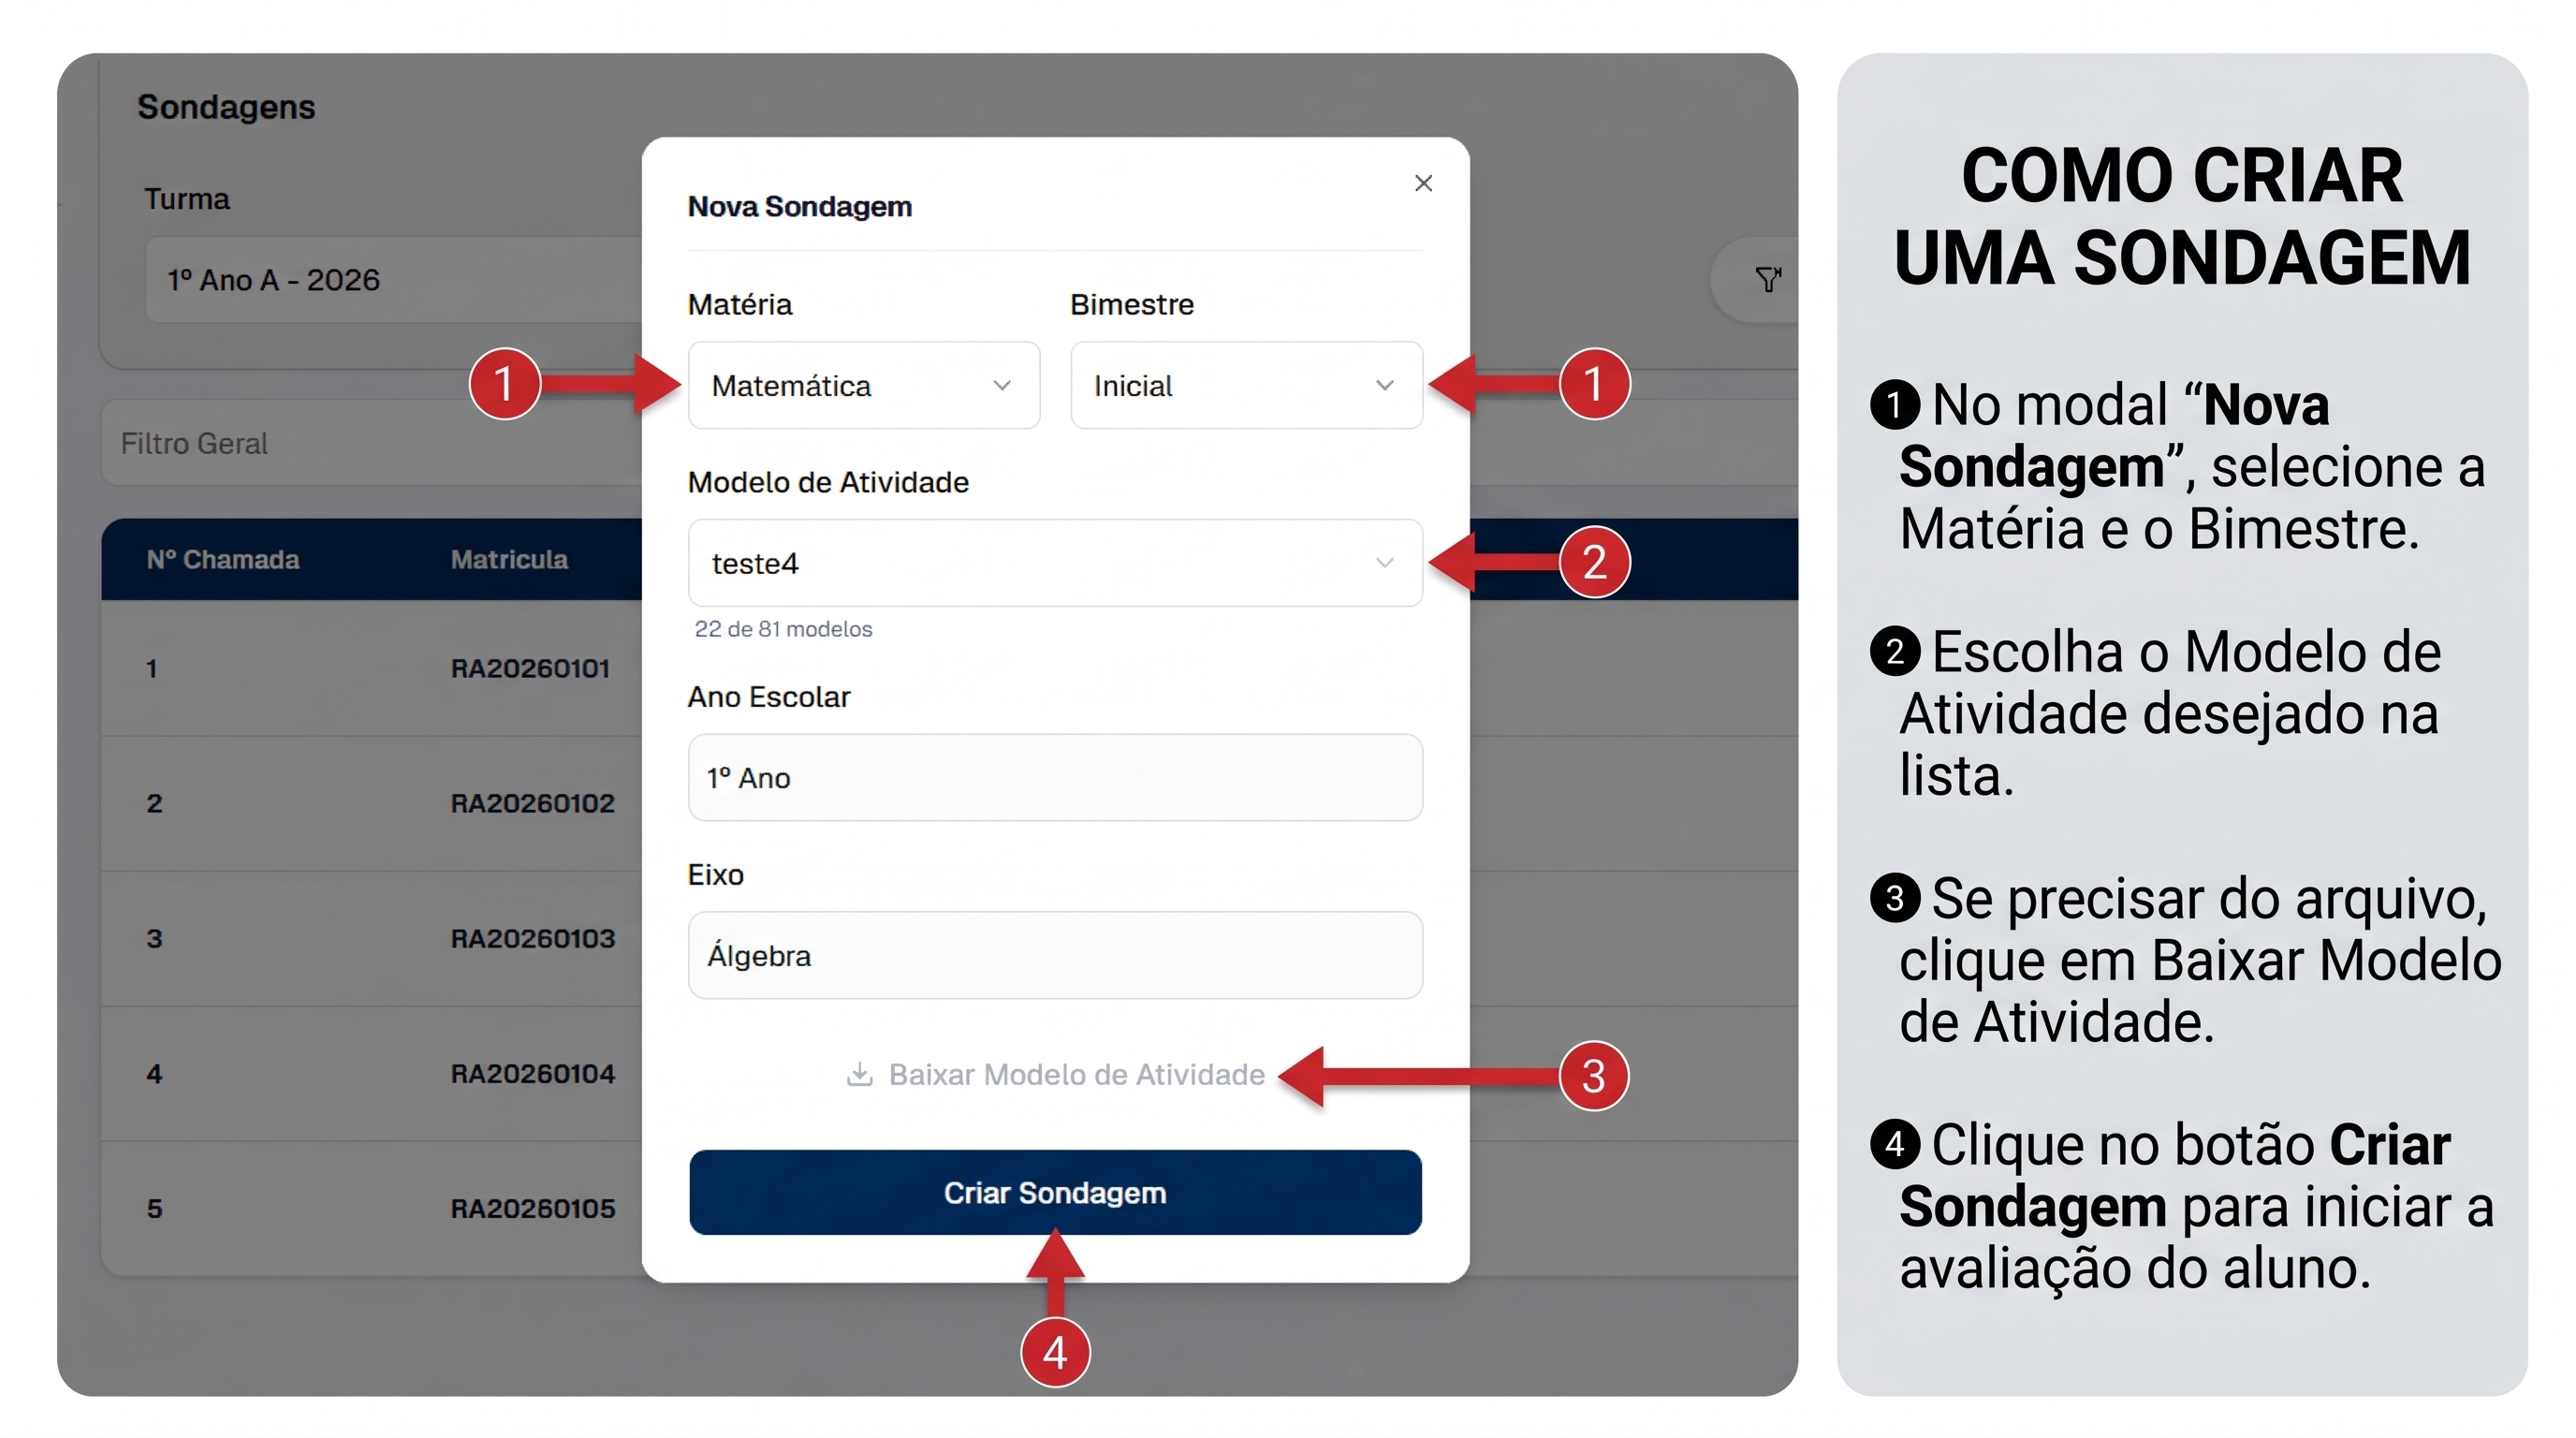 Sondagens
Turma
1º Ano A - 2026
Filtro Geral
Nº Chamada
Matricula
1
RA20260101
2
RA20260102
3
RA20260103
4
RA20260104
5
RA20260105
Nova Sondagem
Matéria
Bimestre
1
Matemática
Inicial
1
Modelo de Atividade
teste4
2
22 de 81 modelos
Ano Escolar
1º Ano
Eixo
Álgebra
Baixar Modelo de Atividade
3
Criar Sondagem
4
COMO CRIAR
UMA SONDAGEM
1 No modal “Nova
Sondagem”, selecione a
Matéria e o Bimestre.
2 Escolha o Modelo de
Atividade desejado na
lista.
3 Se precisar do arquivo,
clique em Baixar Modelo
de Atividade.
4 Clique no botão Criar
Sondagem para iniciar a
avaliação do aluno.